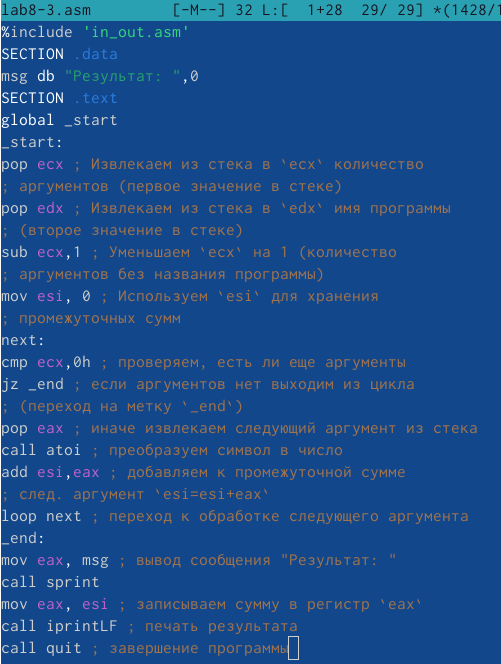 lab8-3.asm [-M--] 32 L:[ 1+28 29/ 29] *(1428/1
%include 'in_out.asm'
SECTION .data
msg db "Результат: ",0
SECTION .text
global _start
_start:
pop ecx ; Извлекаем из стека в `ecx` количество
; аргументов (первое значение в стеке)
pop edx ; Извлекаем из стека в `edx` имя программы
; (второе значение в стеке)
sub ecx,1 ; Уменьшаем `ecx` на 1 (количество
; аргументов без названия программы)
mov esi, 0 ; Используем `esi` для хранения
; промежуточных сумм
next:
cmp ecx,0h ; проверяем, есть ли еще аргументы
jz _end ; если аргументов нет выходим из цикла
; (переход на метку `_end`)
pop eax ; иначе извлекаем следующий аргумент из стека
call atoi ; преобразуем символ в число
add esi,eax ; добавляем к промежуточной сумме
; след. аргумент `esi=esi+eax`
loop next ; переход к обработке следующего аргумента
_end:
mov eax, msg ; вывод сообщения "Результат: "
call sprint
mov eax, esi ; записываем сумму в регистр `eax`
call iprintLF ; печать результата
call quit ; завершение программы